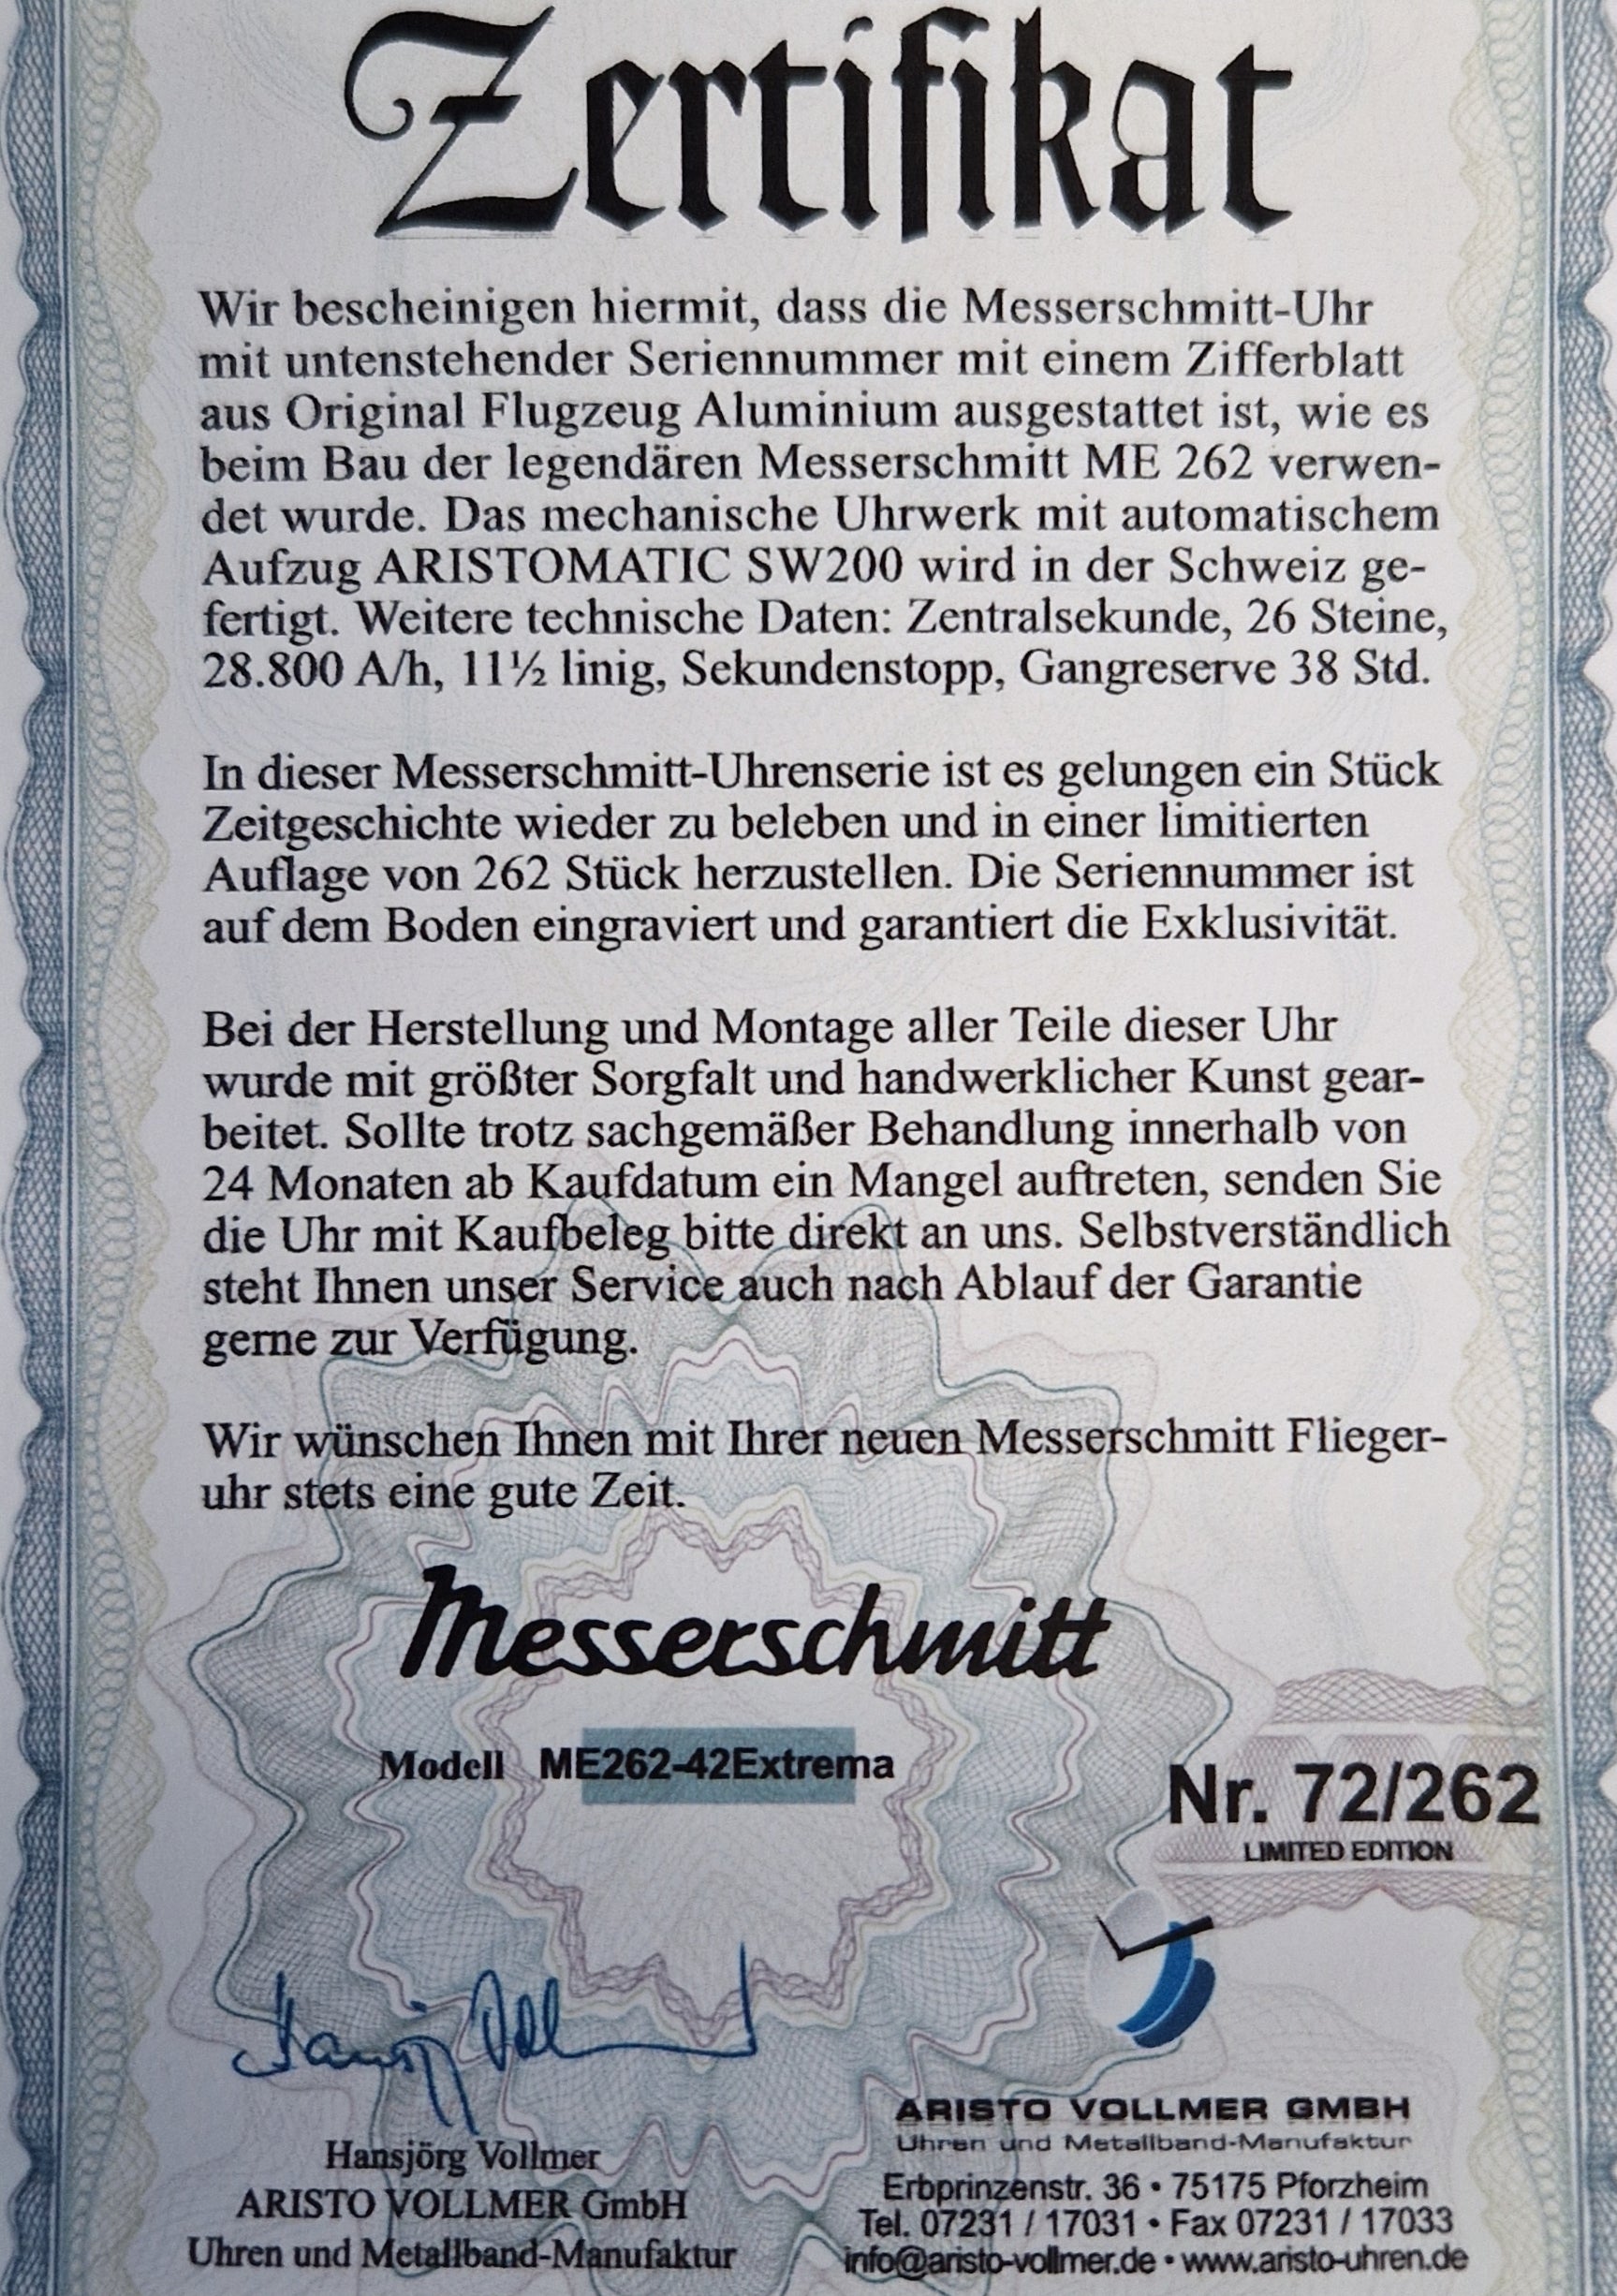 Zertifikat
Wir bescheinigen hiermit, dass die Messerschmitt-Uhr
mit untenstehender Seriennummer mit einem Zifferblatt
aus Original Flugzeug Aluminium ausgestattet ist, wie es
beim Bau der legendären Messerschmitt ME 262 verwen-
det wurde. Das mechanische Uhrwerk mit automatischem
Aufzug ARISTOMATIC SW200 wird in der Schweiz ge-
fertigt. Weitere technische Daten: Zentralsekunde, 26 Steine,
28.800 A/h, 11½ linig, Sekundenstopp, Gangreserve 38 Std.
In dieser Messerschmitt-Uhrenserie ist es gelungen ein Stück
Zeitgeschichte wieder zu beleben und in einer limitierten
Auflage von 262 Stück herzustellen. Die Seriennummer ist
auf dem Boden eingraviert und garantiert die Exklusivität.
Bei der Herstellung und Montage aller Teile dieser Uhr
wurde mit größter Sorgfalt und handwerklicher Kunst gear-
beitet. Sollte trotz sachgemäßer Behandlung innerhalb von
24 Monaten ab Kaufdatum ein Mangel auftreten, senden Sie
die Uhr mit Kaufbeleg bitte direkt an uns. Selbstverständlich
steht Ihnen unser Service auch nach Ablauf der Garantie
gerne zur Verfügung.
Wir wünschen Ihnen mit Ihrer neuen Messerschmitt Flieger-
uhr stets eine gute Zeit.
Messerschmitt
Modell ME262-42Extrema
Nr. 72/262
LIMITED EDITION
Hansjörg Vollmer
ARISTO VOLLMER GmbH
Uhren und Metallband-Manufaktur
ARISTO VOLLMER GMBH
Uhren und Metallband-Manufaktur
Erbprinzenstr. 36 • 75175 Pforzheim
Tel. 07231 / 17031 • Fax 07231 / 17033
info@aristo-vollmer.de • www.aristo-uhren.de